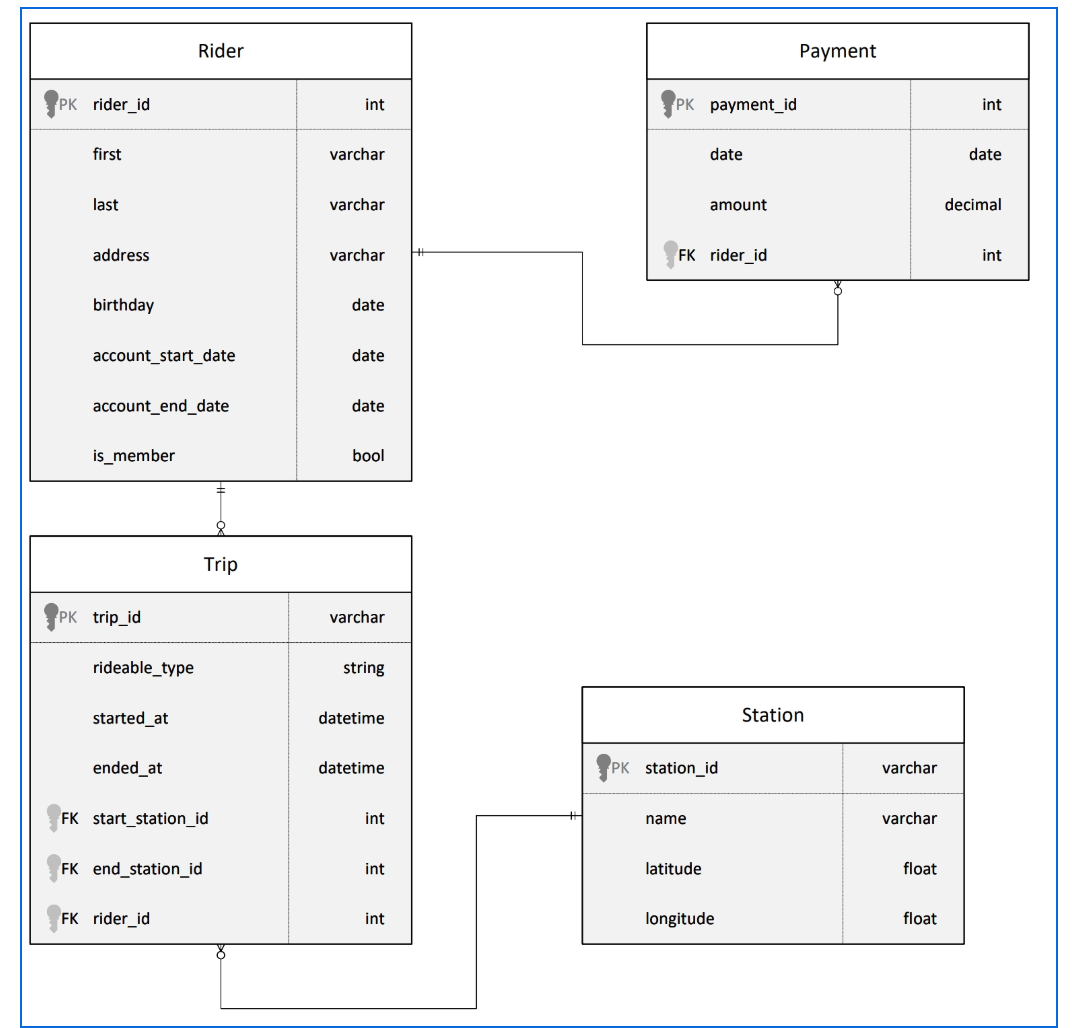 Rider
PK rider_id int
first varchar
last varchar
address varchar
birthday date
account_start_date date
account_end_date date
is_member bool
Payment
PK payment_id int
date date
amount decimal
FK rider_id int
Trip
PK trip_id varchar
rideable_type string
started_at datetime
ended_at datetime
FK start_station_id int
FK end_station_id int
FK rider_id int
Station
PK station_id varchar
name varchar
latitude float
longitude float